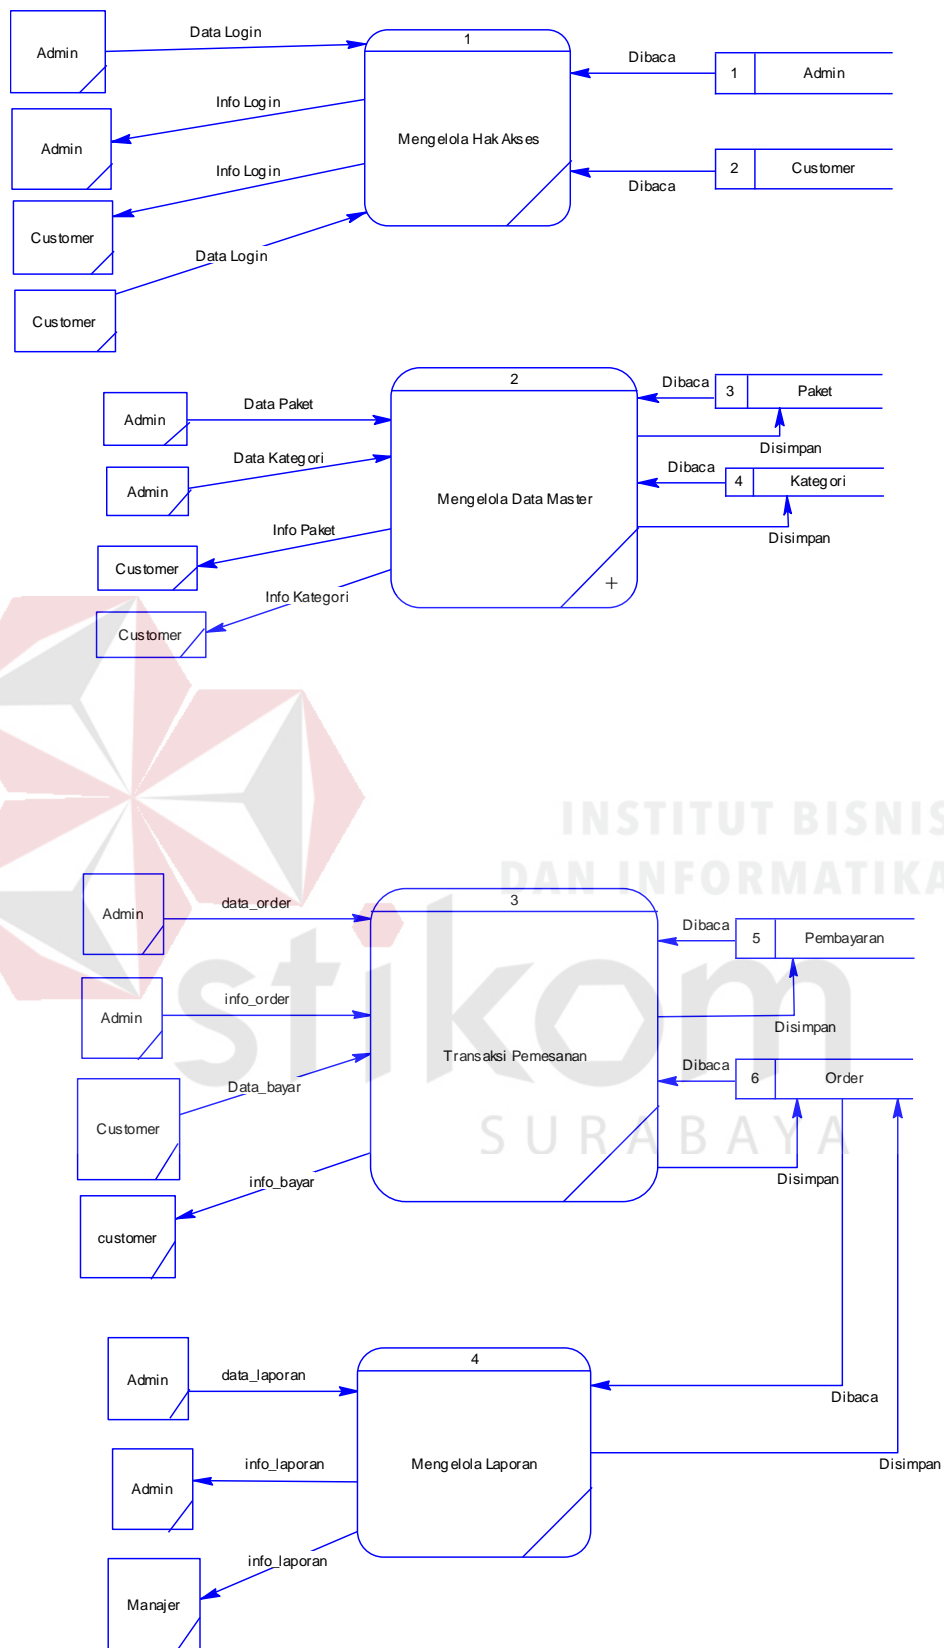 Admin
Data Login
1
Dibaca
1
Admin
Admin
Info Login
Mengelola Hak Akses
Customer
Info Login
Dibaca
2
Customer
Customer
Data Login
2
Admin
Data Paket
Dibaca
3
Paket
Disimpan
Admin
Data Kategori
Mengelola Data Master
Dibaca
4
Kategori
Disimpan
Customer
Info Paket
Customer
Info Kategori
+
INSTITUT BISNIS
DAN INFORMATIKA
stikom
SURABAYA
3
Admin
data_order
Dibaca
5
Pembayaran
Disimpan
Admin
info_order
Transaksi Pemesanan
Dibaca
6
Order
Disimpan
Customer
Data_bayar
customer
info_bayar
4
Admin
data_laporan
Dibaca
Mengelola Laporan
Disimpan
Admin
info_laporan
Manajer
info_laporan